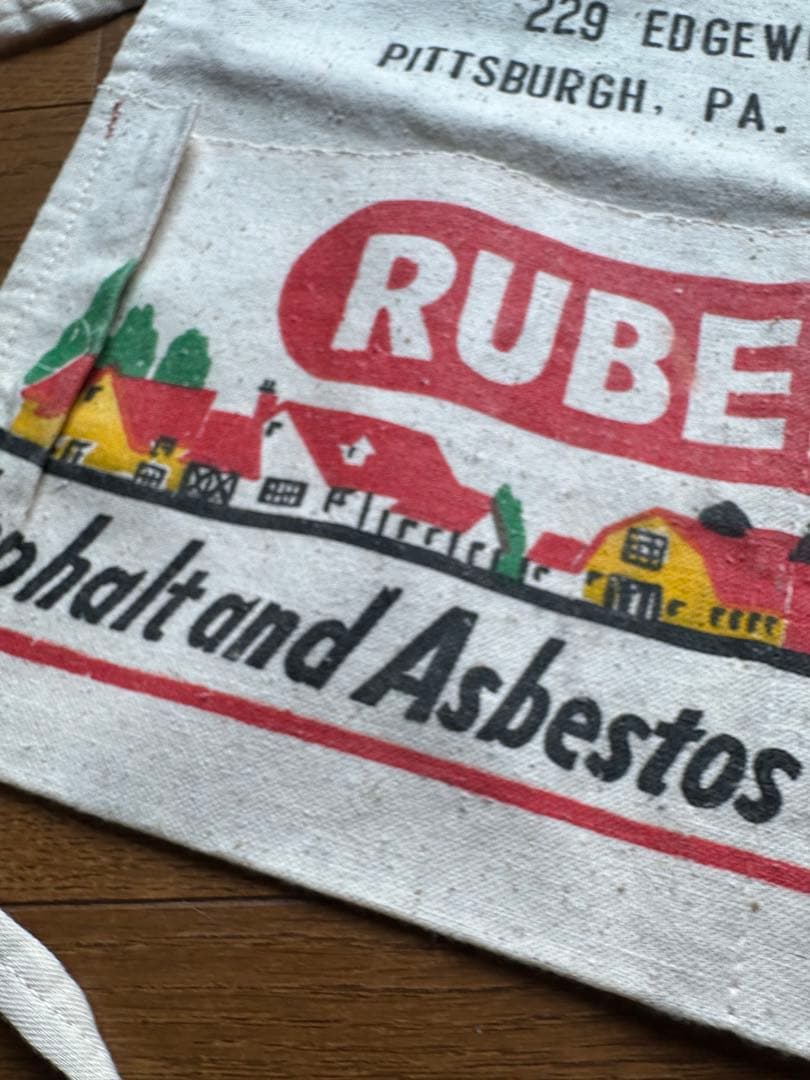 229 EDGEW
PITTSBURGH, PA.
RUBE
phalt and Asbestos